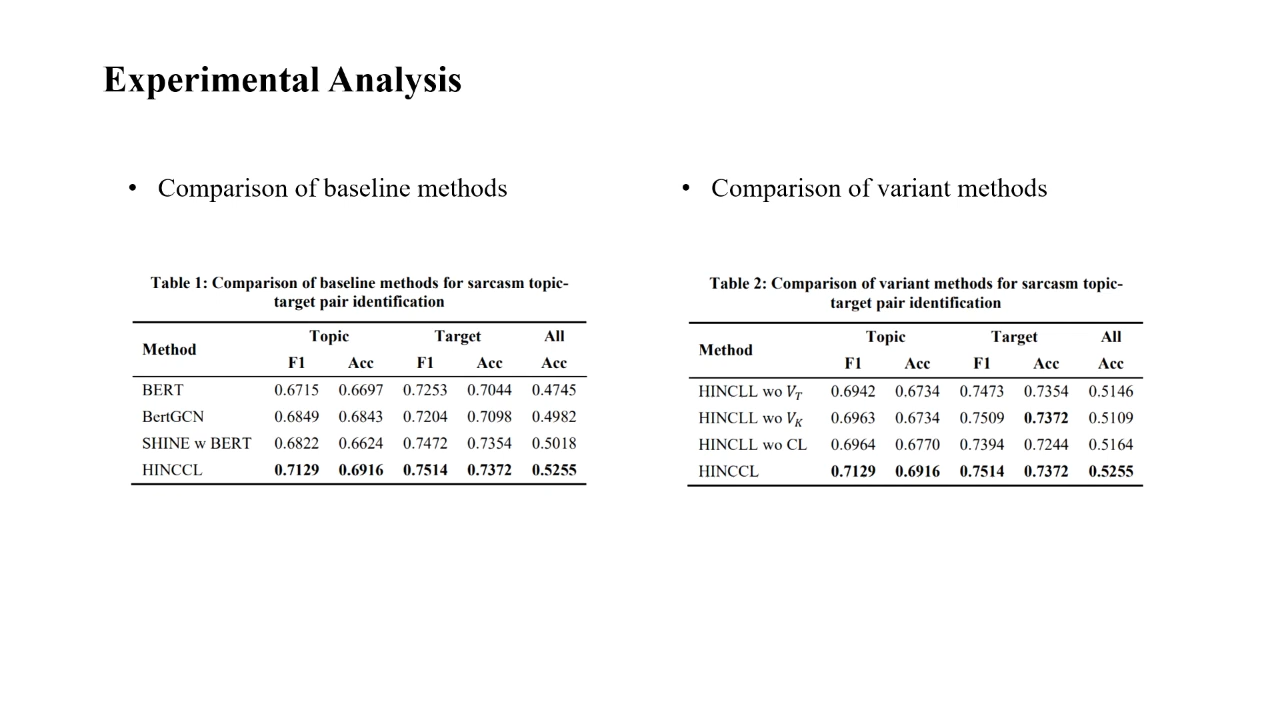 Experimental Analysis
• Comparison of baseline methods
Table 1: Comparison of baseline methods for sarcasm topic-
target pair identification
Method Topic Target All
F1 Acc F1 Acc Acc
BERT 0.6715 0.6697 0.7253 0.7044 0.4745
BertGCN 0.6849 0.6843 0.7204 0.7098 0.4982
SHINE w BERT 0.6822 0.6624 0.7472 0.7354 0.5018
HINCCL 0.7129 0.6916 0.7514 0.7372 0.5255
• Comparison of variant methods
Table 2: Comparison of variant methods for sarcasm topic-
target pair identification
Method Topic Target All
F1 Acc F1 Acc Acc
HINCLL wo V_T 0.6942 0.6734 0.7473 0.7354 0.5146
HINCLL wo V_K 0.6963 0.6734 0.7509 0.7372 0.5109
HINCLL wo CL 0.6964 0.6770 0.7394 0.7244 0.5164
HINCCL 0.7129 0.6916 0.7514 0.7372 0.5255